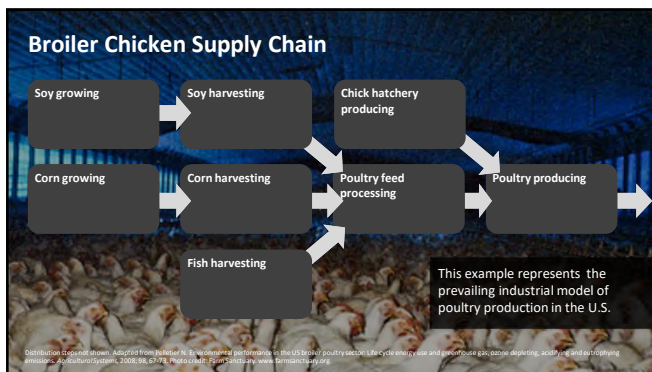 Broiler Chicken Supply Chain
Soy growing
Soy harvesting
Chick hatchery
producing
Corn growing
Corn harvesting
Poultry feed
processing
Poultry producing
Fish harvesting
This example represents the
prevailing industrial model of
poultry production in the U.S.
Distribution steps not shown. Adapted from Pelletier N. Environmental performance in the US broiler poultry sector: Life cycle energy use and greenhouse gas, ozone depleting, acidifying and eutrophying
emissions. Agricultural Systems, 2008; 98, 67-73. Photo credit: Farm Sanctuary. www.farmsanctuary.org